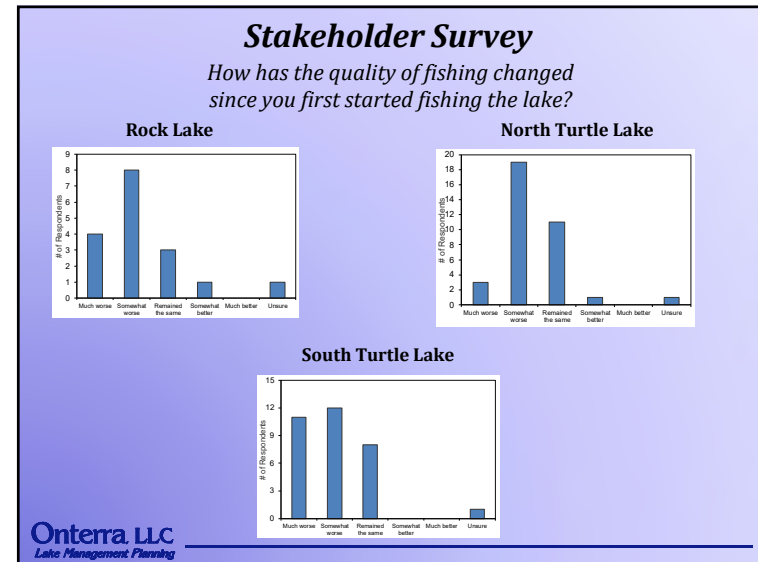 Stakeholder Survey
How has the quality of fishing changed
since you first started fishing the lake?
Rock Lake
9
8
7
6
5
4
3
2
1
0
# of Respondents
Much worse
Somewhat
worse
Remained
the same
Somewhat
better
Much better
Unsure
North Turtle Lake
20
18
16
14
12
10
8
6
4
2
0
# of Respondents
Much worse
Somewhat
worse
Remained
the same
Somewhat
better
Much better
Unsure
South Turtle Lake
15
12
9
6
3
0
# of Respondents
Much worse
Somewhat
worse
Remained
the same
Somewhat
better
Much better
Unsure
Onterra LLC
Lake Management Planning